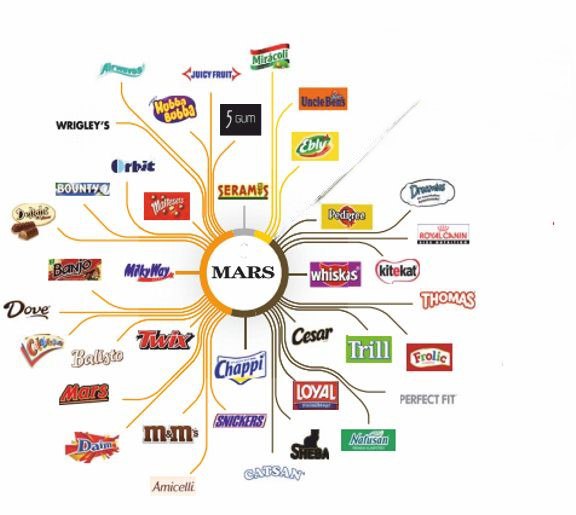 Airwaves
JUICY FRUIT
Mirácoli
Hubba
Bubba
5 GUM
Uncle Ben's
WRIGLEY'S
Ebly
Orbit
BOUNTY
Maltesers
SERAMIS
Dreamies
Pedigree
ROYAL CANIN
Banjo
MilkyWay
MARS
whiskas
kitekat
THOMAS
Dove
Balisto
Twix
Chappi
Cesar
Trill
Frolic
Mars
LOYAL
PERFECT FIT
Daim
m&m's
SNICKERS
SHEBA
Natusan
CATSAN
Amicelli